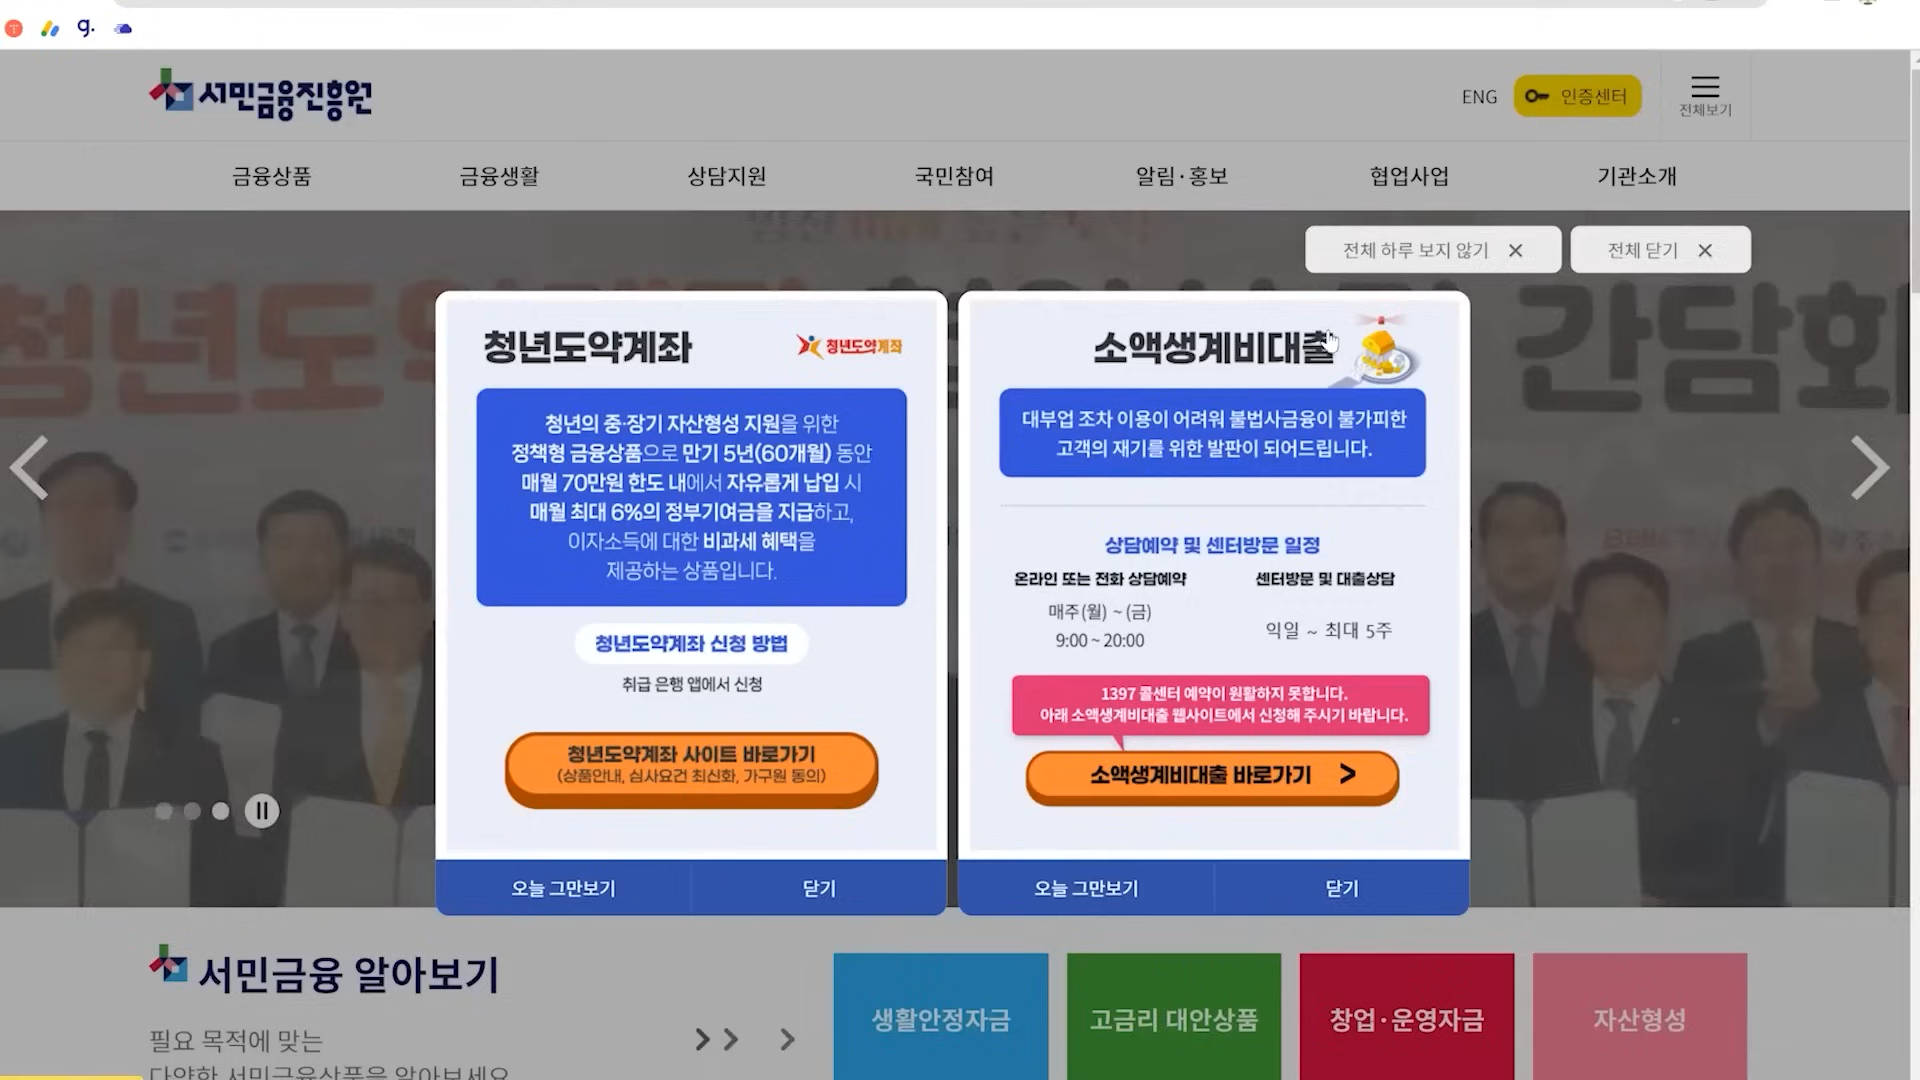 g.
서민금융진흥원
ENG
인증센터
전체보기
금융상품
금융생활
상담지원
국민참여
알림·홍보
협업사업
기관소개
전체 하루 보지 않기 ✕
전체 닫기 ✕
청년도
간담회
청년도약계좌
청년도약계좌
청년의 중·장기 자산형성 지원을 위한
정책형 금융상품으로 만기 5년(60개월) 동안
매월 70만원 한도 내에서 자유롭게 납입 시
매월 최대 6%의 정부기여금을 지급하고,
이자소득에 대한 비과세 혜택을
제공하는 상품입니다.
청년도약계좌 신청 방법
취급 은행 앱에서 신청
청년도약계좌 사이트 바로가기
(상품안내, 심사요건 최신화, 가구원 동의)
오늘 그만보기
닫기
소액생계비대출
대부업 조차 이용이 어려워 불법사금융이 불가피한
고객의 재기를 위한 발판이 되어드립니다.
상담예약 및 센터방문 일정
온라인 또는 전화 상담예약
센터방문 및 대출상담
매주(월) ~ (금)
9:00 ~ 20:00
익일 ~ 최대 5주
1397 콜센터 예약이 원활하지 못합니다.
아래 소액생계비대출 웹사이트에서 신청해 주시기 바랍니다.
소액생계비대출 바로가기 >
오늘 그만보기
닫기
서민금융 알아보기
필요 목적에 맞는
다양한 서민금융상품을 알아보세요
생활안정자금
고금리 대안상품
창업·운영자금
자산형성